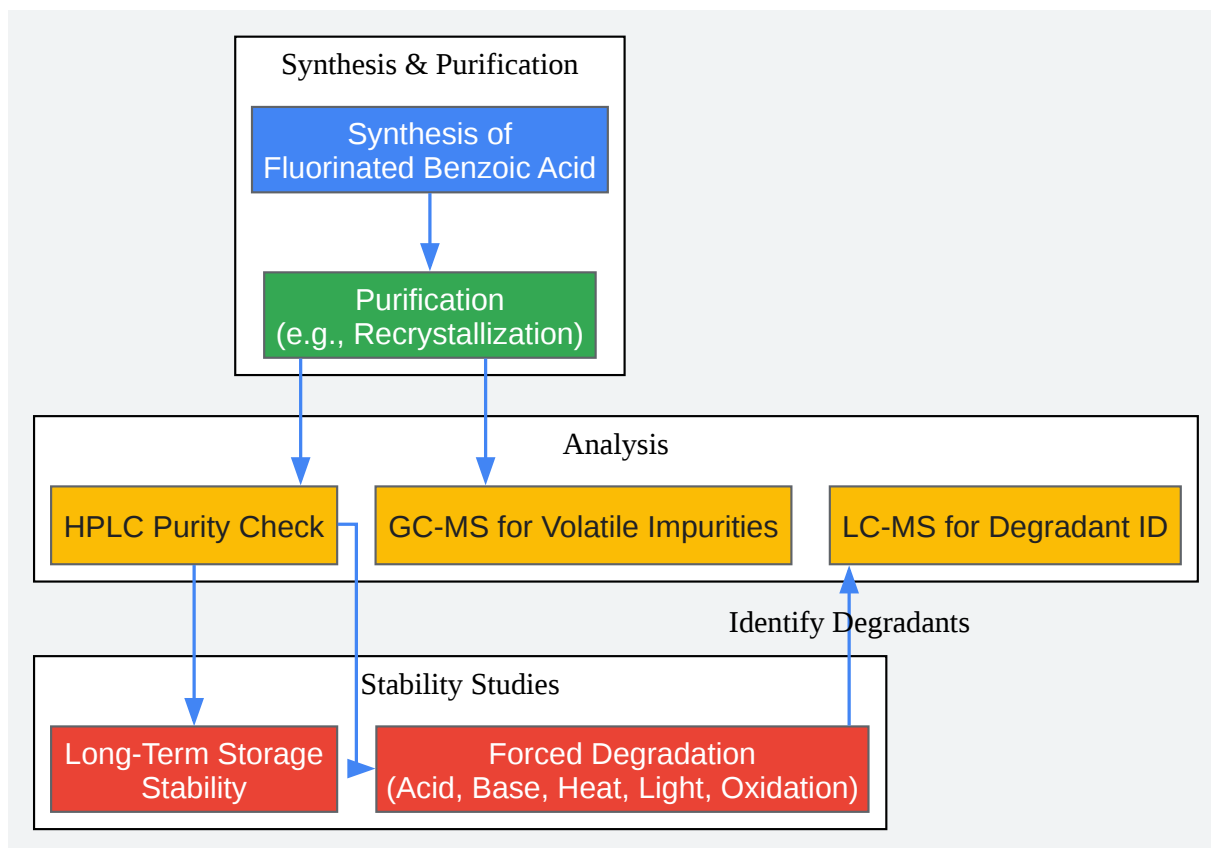 Synthesis & Purification
Synthesis of
Fluorinated Benzoic Acid
Purification
(e.g., Recrystallization)
Analysis
HPLC Purity Check
GC-MS for Volatile Impurities
LC-MS for Degradant ID
Identify Degradants
Stability Studies
Long-Term Storage
Stability
Forced Degradation
(Acid, Base, Heat, Light, Oxidation)